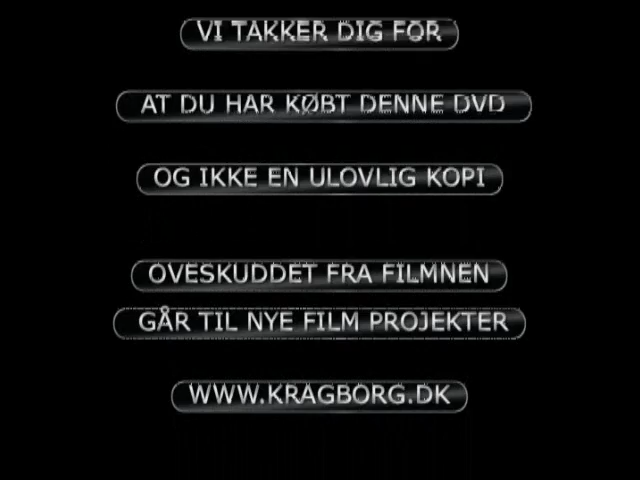 VI TAKKER DIG FOR
AT DU HAR KØBT DENNE DVD
OG IKKE EN ULOVLIG KOPI
OVESKUDDET FRA FILMNEN
GÅR TIL NYE FILM PROJEKTER
WWW.KRAGBORG.DK